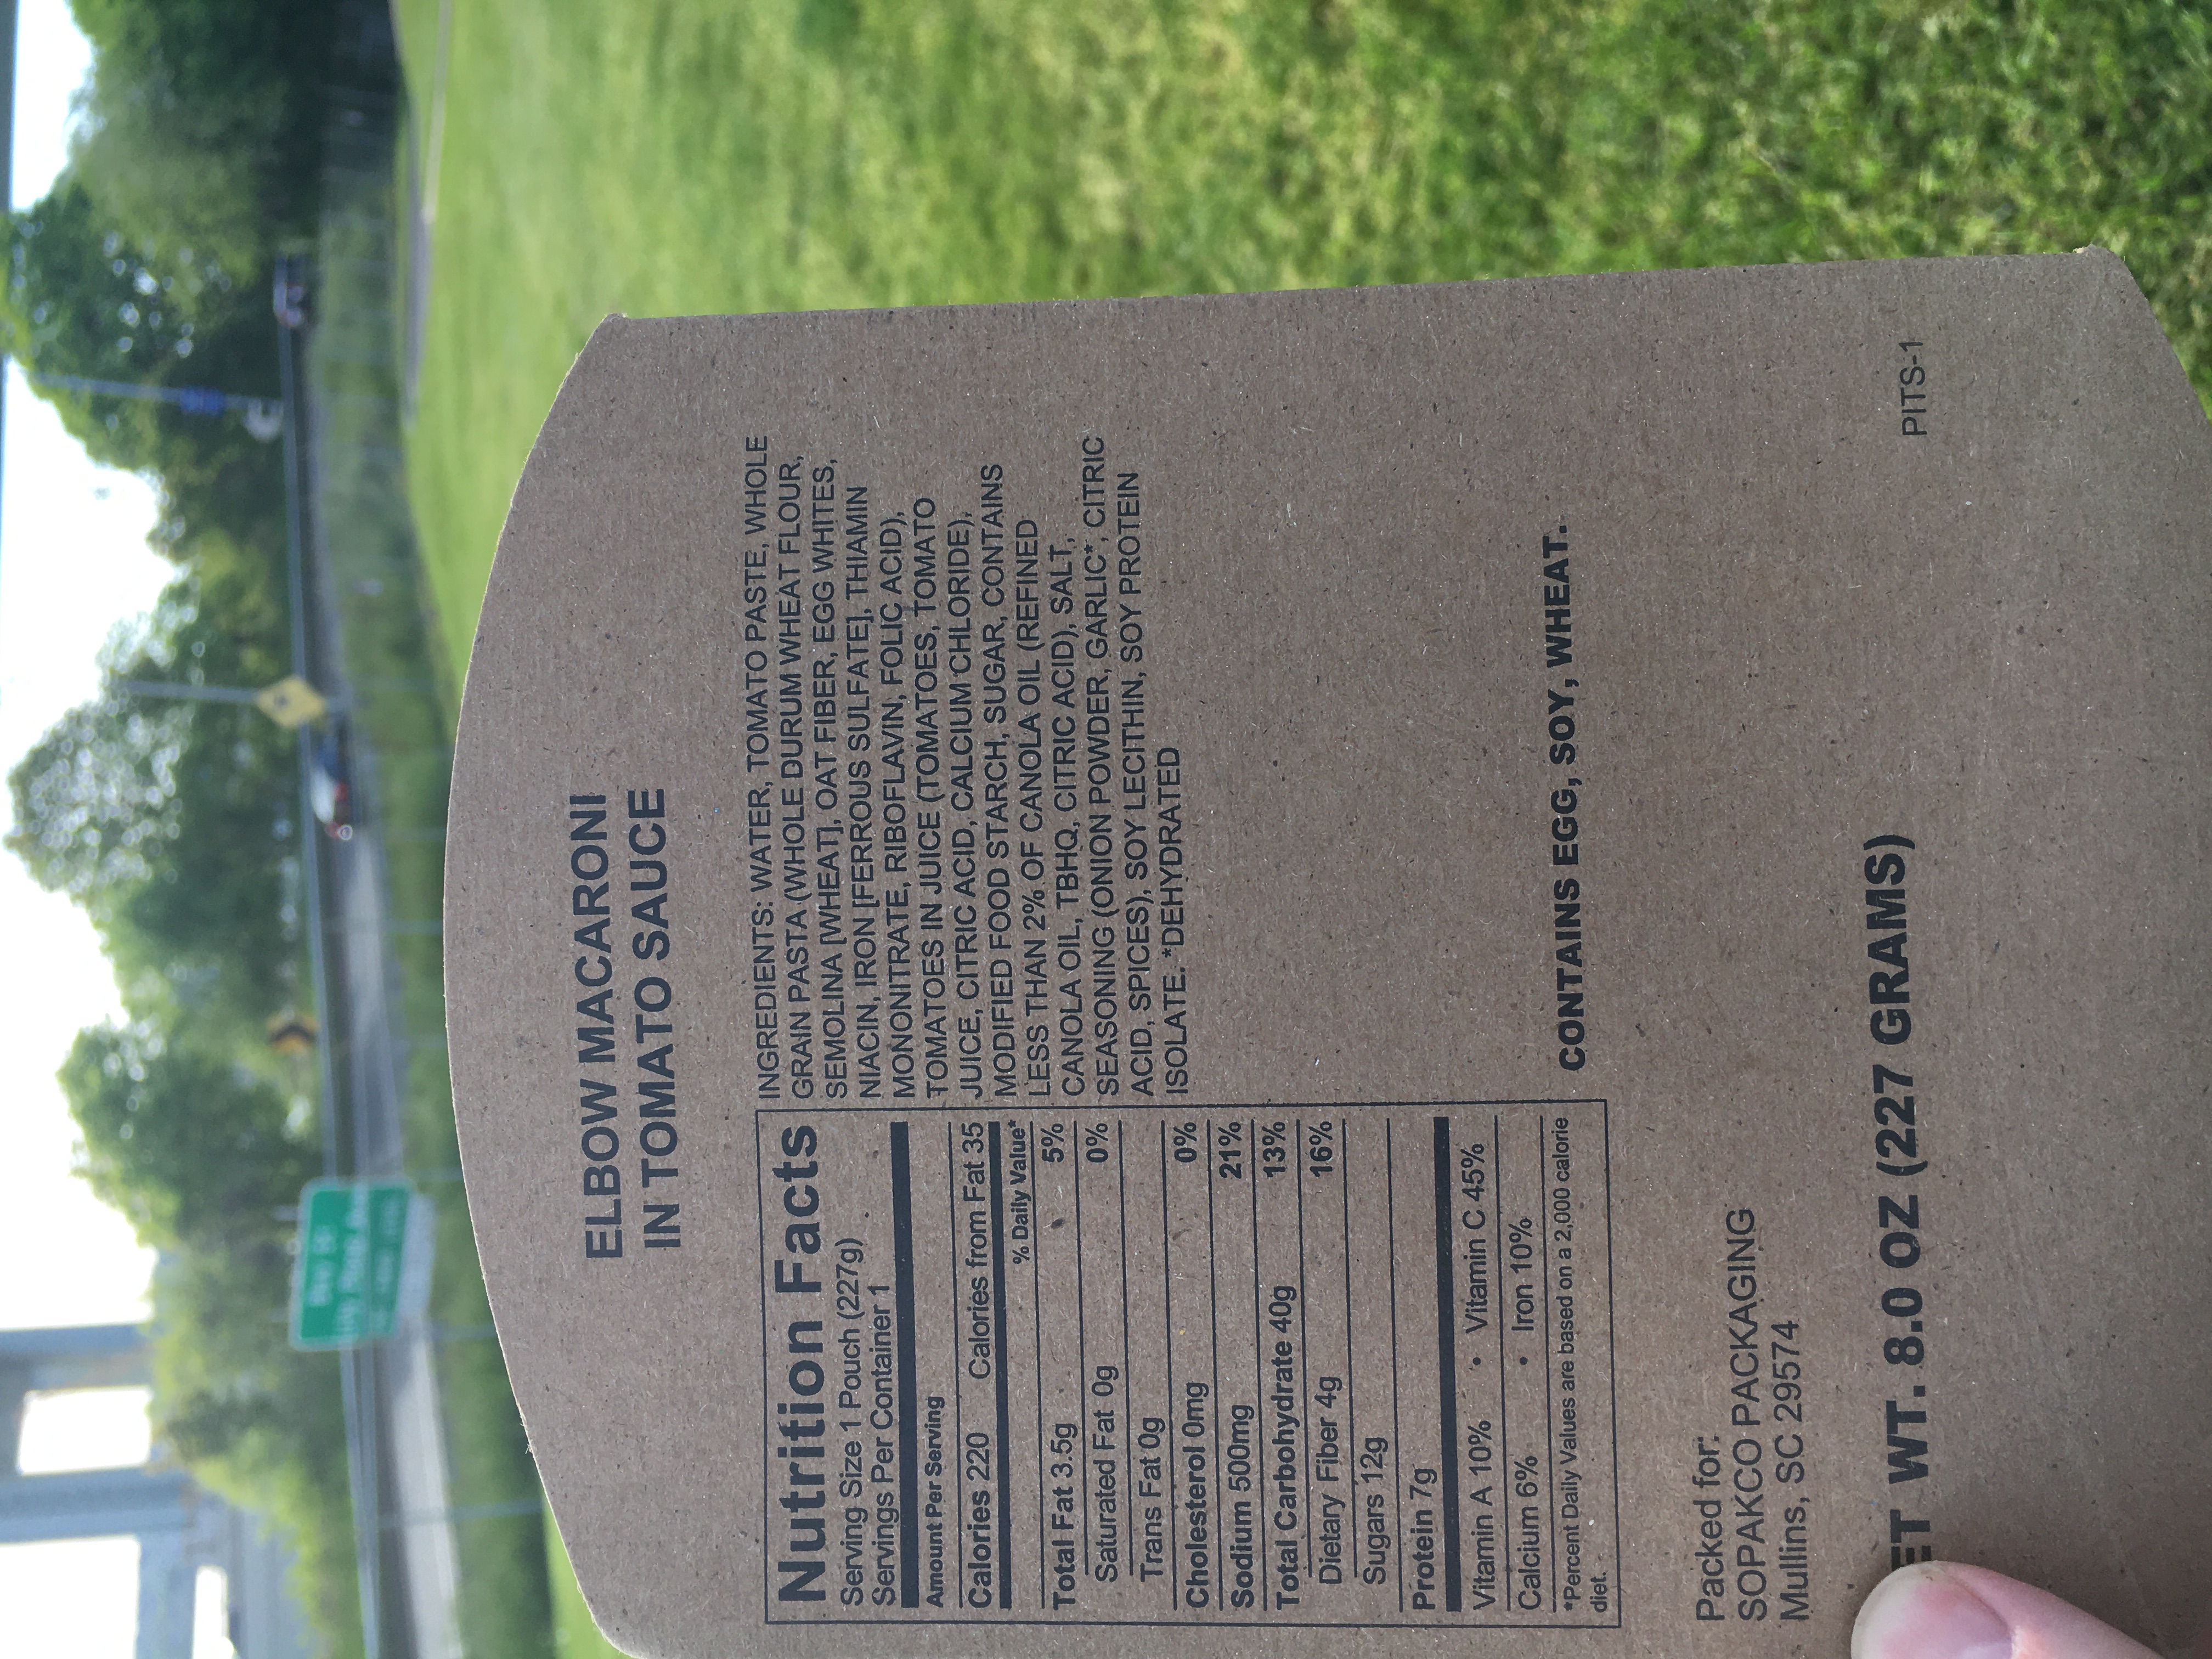 ELBOW MACARONI
IN TOMATO SAUCE
Nutrition Facts
Serving Size 1 Pouch (227g)
Servings Per Container 1
Amount Per Serving
Calories 220 Calories from Fat 35
% Daily Value*
Total Fat 3.5g 5%
Saturated Fat 0g 0%
Trans Fat 0g
Cholesterol 0mg 0%
Sodium 500mg 21%
Total Carbohydrate 40g 13%
Dietary Fiber 4g 16%
Sugars 12g
Protein 7g
Vitamin A 10% • Vitamin C 45%
Calcium 6% • Iron 10%
*Percent Daily Values are based on a 2,000 calorie
diet.
INGREDIENTS: WATER, TOMATO PASTE, WHOLE
GRAIN PASTA (WHOLE DURUM WHEAT FLOUR,
SEMOLINA [WHEAT], OAT FIBER, EGG WHITES,
NIACIN, IRON [FERROUS SULFATE], THIAMIN
MONONITRATE, RIBOFLAVIN, FOLIC ACID),
TOMATOES IN JUICE (TOMATOES, TOMATO
JUICE, CITRIC ACID, CALCIUM CHLORIDE),
MODIFIED FOOD STARCH, SUGAR, CONTAINS
LESS THAN 2% OF CANOLA OIL (REFINED
CANOLA OIL, TBHQ, CITRIC ACID), SALT,
SEASONING (ONION POWDER, GARLIC*, CITRIC
ACID, SPICES), SOY LECITHIN, SOY PROTEIN
ISOLATE. *DEHYDRATED
CONTAINS EGG, SOY, WHEAT.
Packed for:
SOPAKCO PACKAGING
Mullins, SC 29574
ET WT. 8.0 OZ (227 GRAMS)
PITS-1